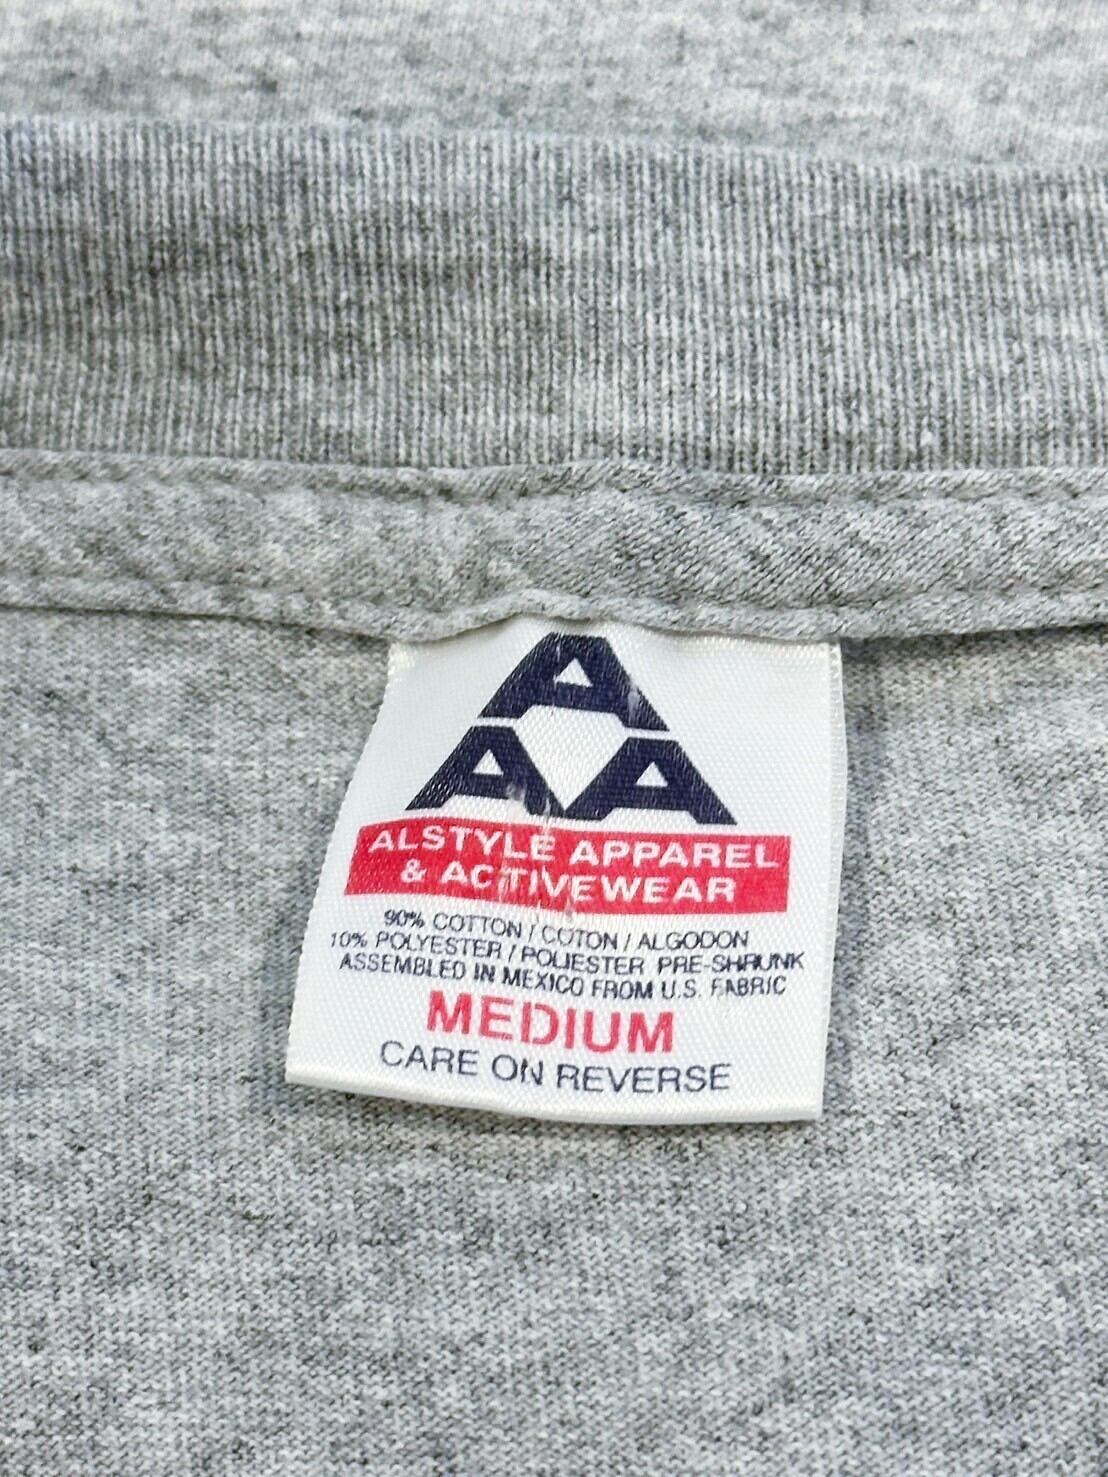 A
AA
ALSTYLE APPAREL
& ACTIVEWEAR
90% COTTON / COTON / ALGODON
10% POLYESTER / POLIESTER PRE-SHRUNK
ASSEMBLED IN MEXICO FROM U.S. FABRIC
MEDIUM
CARE ON REVERSE